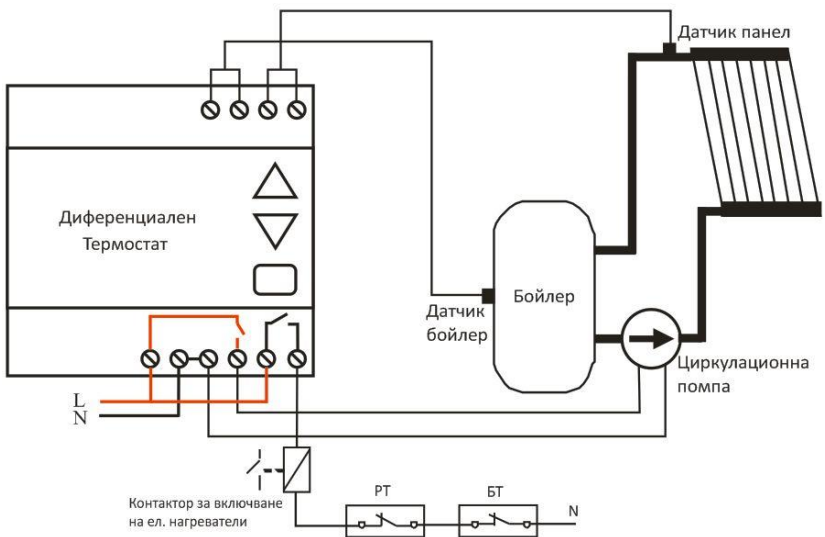 Датчик панел
Диференциален
Термостат
Бойлер
Датчик
бойлер
Циркулационна
помпа
L
N
Контактор за включване
на ел. нагреватели
РТ
БТ
N